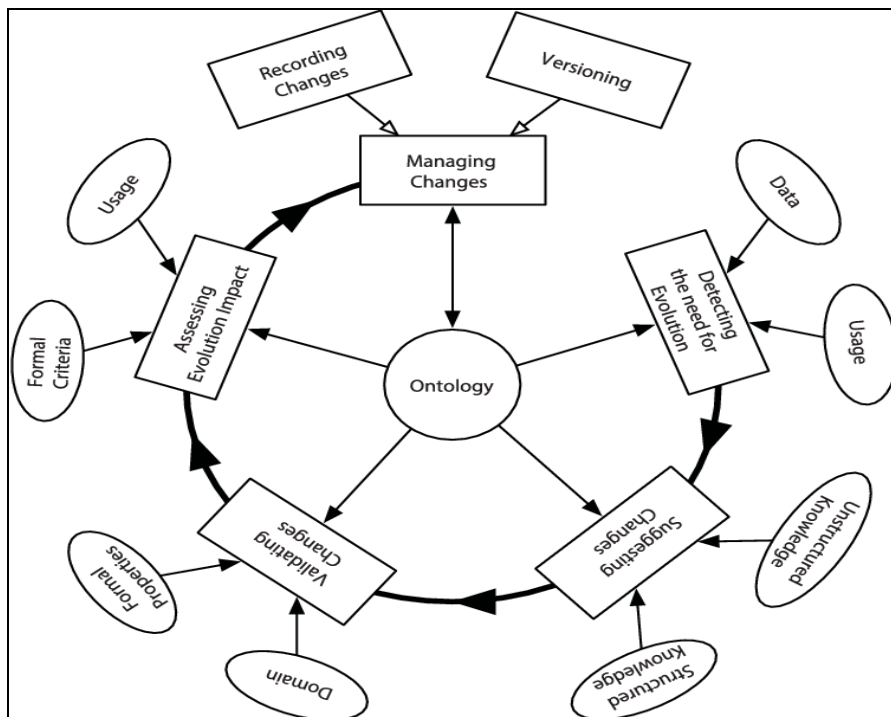 Recording
Changes
Versioning
Managing
Changes
Usage
Data
Assessing
Evolution Impact
Detecting
the need for
Evolution
Formal
Criteria
Usage
Ontology
Validating
Changes
Suggesting
Changes
Unstructured
Knowledge
Formal
Properties
Domain
Structured
Knowledge